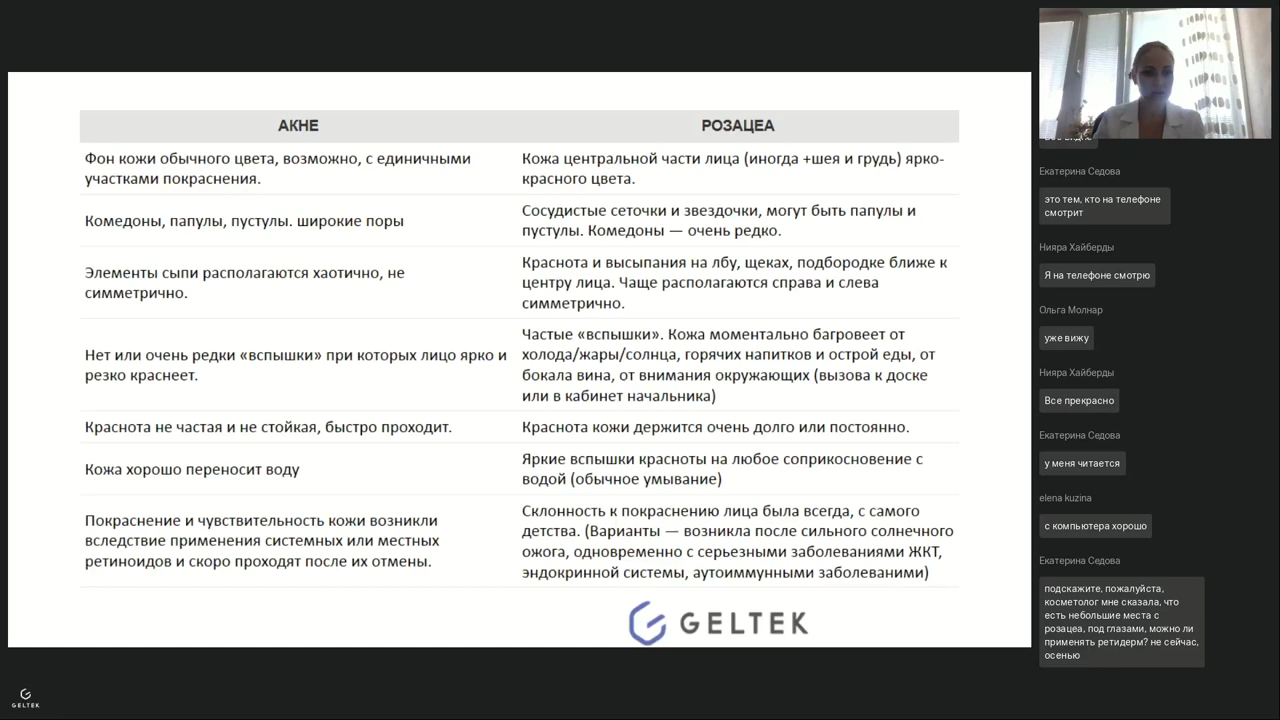 АКНЕ
РОЗАЦЕА
Фон кожи обычного цвета, возможно, с единичными
участками покраснения.
Кожа центральной части лица (иногда +шея и грудь) ярко-
красного цвета.
Комедоны, папулы, пустулы. широкие поры
Сосудистые сеточки и звездочки, могут быть папулы и
пустулы. Комедоны — очень редко.
Элементы сыпи располагаются хаотично, не
симметрично.
Краснота и высыпания на лбу, щеках, подбородке ближе к
центру лица. Чаще располагаются справа и слева
симметрично.
Нет или очень редки «вспышки» при которых лицо ярко и
резко краснеет.
Частые «вспышки». Кожа моментально багровеет от
холода/жары/солнца, горячих напитков и острой еды, от
бокала вина, от внимания окружающих (вызова к доске
или в кабинет начальника)
Краснота не частая и не стойкая, быстро проходит.
Краснота кожи держится очень долго или постоянно.
Кожа хорошо переносит воду
Яркие вспышки красноты на любое соприкосновение с
водой (обычное умывание)
Покраснение и чувствительность кожи возникли
вследствие применения системных или местных
ретиноидов и скоро проходят после их отмены.
Склонность к покраснению лица была всегда, с самого
детства. (Варианты — возникла после сильного солнечного
ожога, одновременно с серьезными заболеваниями ЖКТ,
эндокринной системы, аутоиммунными заболеваними)
GELTEK
GELTEK
Екатерина Седова
это тем, кто на телефоне
смотрит
Нияра Хайберды
Я на телефоне смотрю
Ольга Молнар
уже вижу
Нияра Хайберды
Все прекрасно
Екатерина Седова
у меня читается
elena kuzina
с компьютера хорошо
Екатерина Седова
подскажите, пожалуйста,
косметолог мне сказала, что
есть небольшие места с
розацеа, под глазами, можно ли
применять ретидерм? не сейчас,
осенью